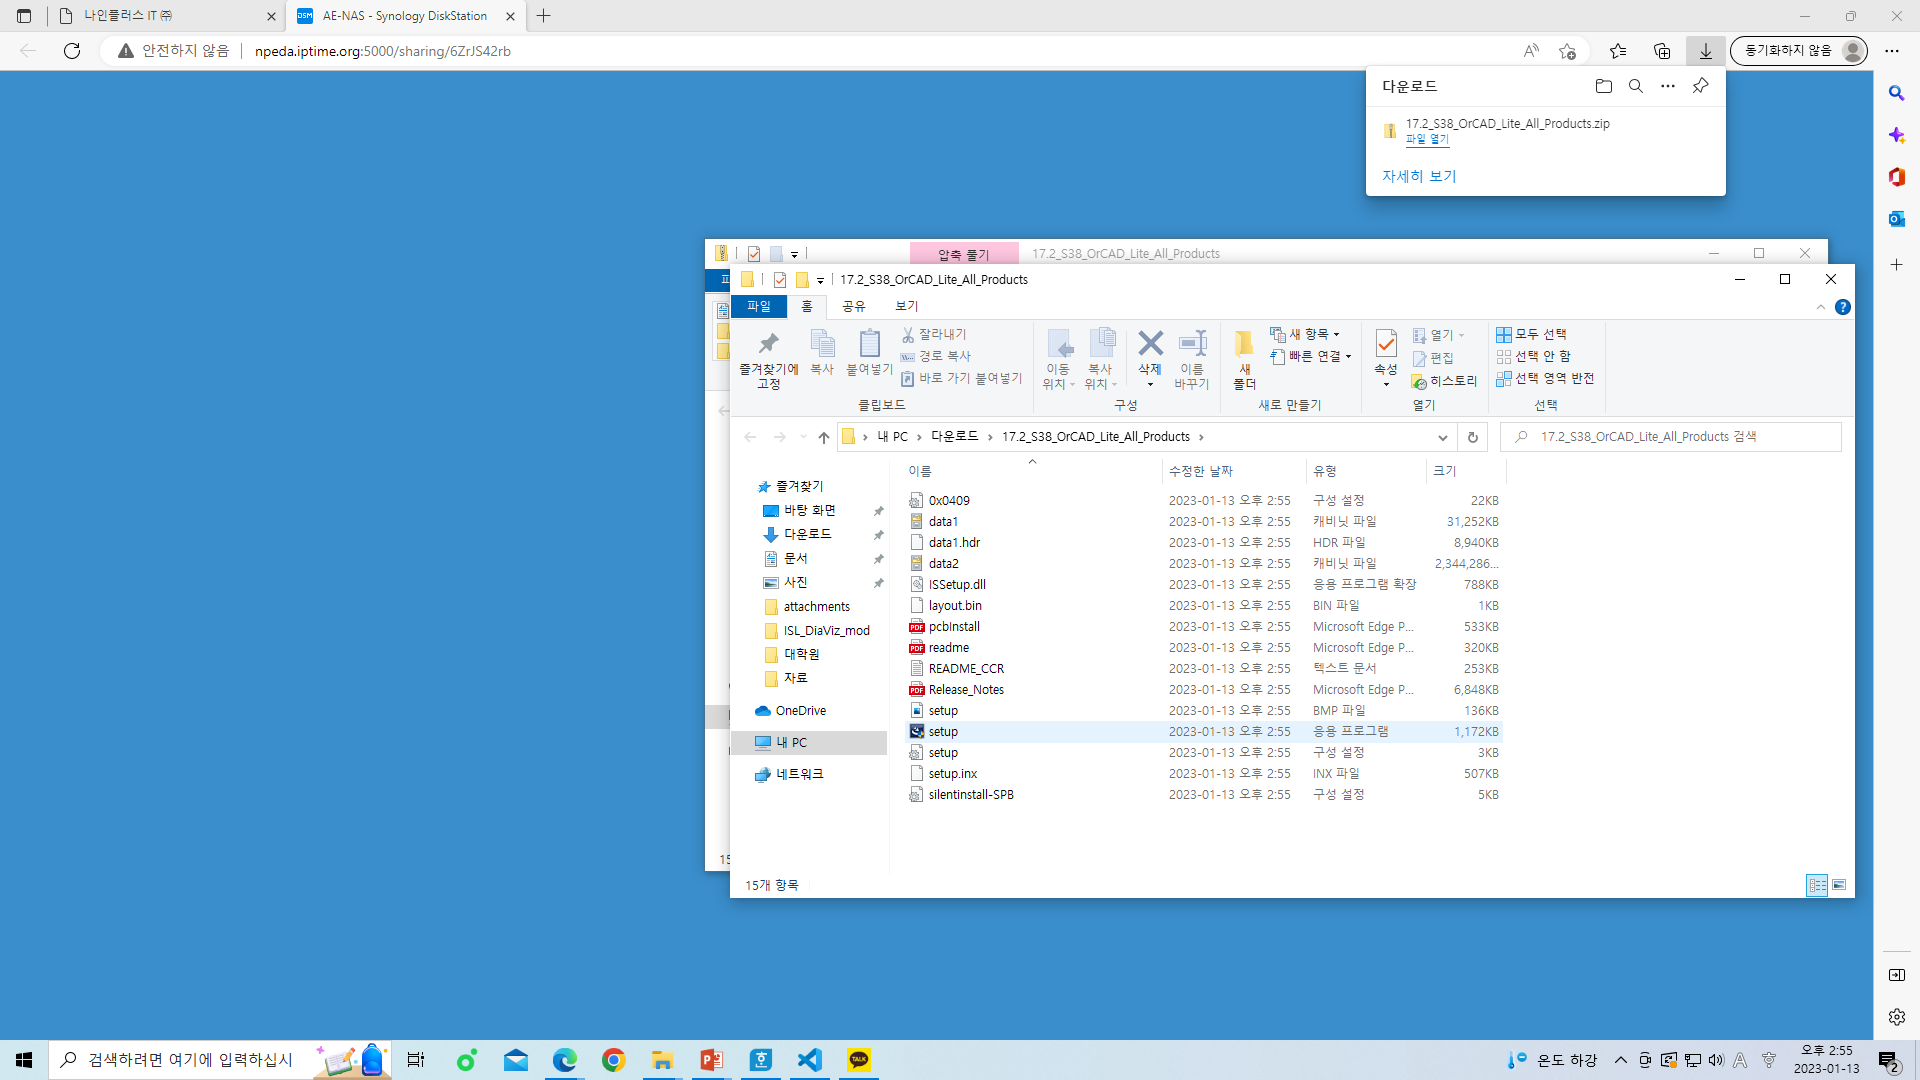 나인플러스 IT ㈜
AE-NAS - Synology DiskStation
안전하지 않음
npeda.iptime.org:5000/sharing/6ZrJS42rb
동기화하지 않음
다운로드
17.2_S38_OrCAD_Lite_All_Products.zip
파일 열기
자세히 보기
압축 풀기
17.2_S38_OrCAD_Lite_All_Products
17.2_S38_OrCAD_Lite_All_Products
파일 홈 공유 보기
즐겨찾기에 고정
복사
붙여넣기
잘라내기
경로 복사
바로 가기 붙여넣기
클립보드
이동 위치
복사 위치
삭제
이름 바꾸기
구성
새 폴더
새 항목
빠른 연결
새로 만들기
속성
열기
편집
히스토리
열기
모두 선택
선택 안 함
선택 영역 반전
선택
내 PC 다운로드 17.2_S38_OrCAD_Lite_All_Products
17.2_S38_OrCAD_Lite_All_Products 검색
즐겨찾기
바탕 화면
다운로드
문서
사진
attachments
ISL_DiaViz_mod
대학원
자료
OneDrive
내 PC
네트워크
이름 수정한 날짜 유형 크기
0x0409 2023-01-13 오후 2:55 구성 설정 22KB
data1 2023-01-13 오후 2:55 캐비닛 파일 31,252KB
data1.hdr 2023-01-13 오후 2:55 HDR 파일 8,940KB
data2 2023-01-13 오후 2:55 캐비닛 파일 2,344,286...
ISSetup.dll 2023-01-13 오후 2:55 응용 프로그램 확장 788KB
layout.bin 2023-01-13 오후 2:55 BIN 파일 1KB
pcbInstall 2023-01-13 오후 2:55 Microsoft Edge P... 533KB
readme 2023-01-13 오후 2:55 Microsoft Edge P... 320KB
README_CCR 2023-01-13 오후 2:55 텍스트 문서 253KB
Release_Notes 2023-01-13 오후 2:55 Microsoft Edge P... 6,848KB
setup 2023-01-13 오후 2:55 BMP 파일 136KB
setup 2023-01-13 오후 2:55 응용 프로그램 1,172KB
setup 2023-01-13 오후 2:55 구성 설정 3KB
setup.inx 2023-01-13 오후 2:55 INX 파일 507KB
silentinstall-SPB 2023-01-13 오후 2:55 구성 설정 5KB
15개 항목
검색하려면 여기에 입력하십시
온도 하강
오후 2:55
2023-01-13
2